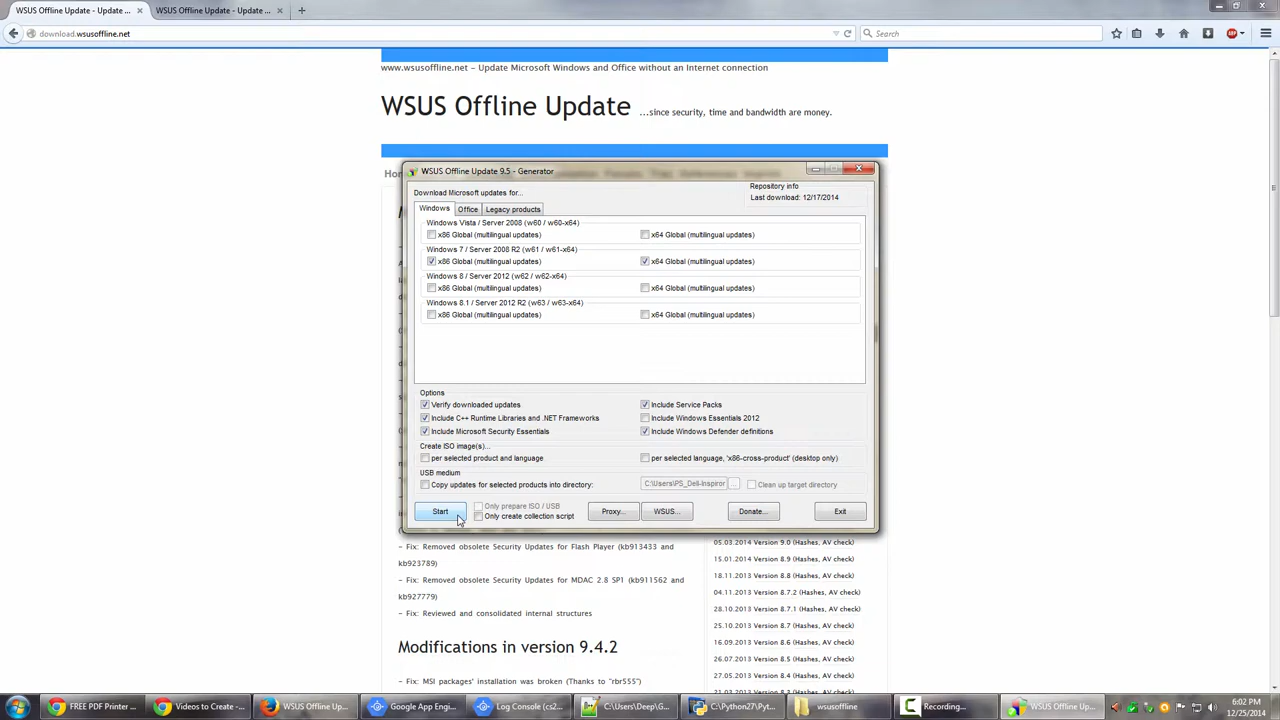 WSUS Offline Update - Update ...
WSUS Offline Update - Update ...
download.wsusoffline.net
Search
www.wsusoffline.net – Update Microsoft Windows and Office without an Internet connection
WSUS Offline Update ...since security, time and bandwidth are money.
WSUS Offline Update 9.5 - Generator
Download Microsoft updates for...
Repository info
Last download: 12/17/2014
Windows Office Legacy products
Windows Vista / Server 2008 (w60 / w60-x64)
x86 Global (multilingual updates) x64 Global (multilingual updates)
Windows 7 / Server 2008 R2 (w61 / w61-x64)
x86 Global (multilingual updates) x64 Global (multilingual updates)
Windows 8 / Server 2012 (w62 / w62-x64)
x86 Global (multilingual updates) x64 Global (multilingual updates)
Windows 8.1 / Server 2012 R2 (w63 / w63-x64)
x86 Global (multilingual updates) x64 Global (multilingual updates)
Options
Verify downloaded updates Include Service Packs
Include C++ Runtime Libraries and .NET Frameworks Include Windows Essentials 2012
Include Microsoft Security Essentials Include Windows Defender definitions
Create ISO image(s)...
per selected product and language per selected language, 'x86-cross-product' (desktop only)
USB medium
Copy updates for selected products into directory: C:\Users\PS_Dell-Inspiror ... Clean up target directory
Start Only prepare ISO / USB
Only create collection script Proxy... WSUS... Donate... Exit
– Fix: Removed obsolete Security Updates for Flash Player (kb913433 and
kb923789)
– Fix: Removed obsolete Security Updates for MDAC 2.8 SP1 (kb911562 and
kb927779)
– Fix: Reviewed and consolidated internal structures
Modifications in version 9.4.2
– Fix: MSI packages' installation was broken (Thanks to "rbr555")
05.03.2014 Version 9.0 (Hashes, AV check)
15.01.2014 Version 8.9 (Hashes, AV check)
18.11.2013 Version 8.8 (Hashes, AV check)
04.11.2013 Version 8.7.2 (Hashes, AV check)
28.10.2013 Version 8.7.1 (Hashes, AV check)
25.10.2013 Version 8.7 (Hashes, AV check)
16.09.2013 Version 8.6 (Hashes, AV check)
26.07.2013 Version 8.5 (Hashes, AV check)
27.05.2013 Version 8.4 (Hashes, AV check)
21.03.2013 Version 8.3 (Hashes, AV check)
FREE PDF Printer ... Videos to Create -... WSUS Offline Up... Google App Engi... Log Console (cs2... C:\Users\Deep\G... C:\Python27\Pyt... wsusoffline Recording... WSUS Offline Up...
6:02 PM
12/25/2014